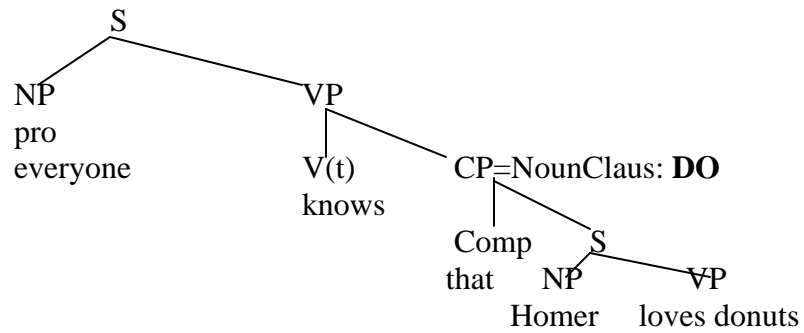 S
NP VP
pro
everyone V(t) CP=NounClaus: DO
knows
Comp S
that NP VP
Homer loves donuts